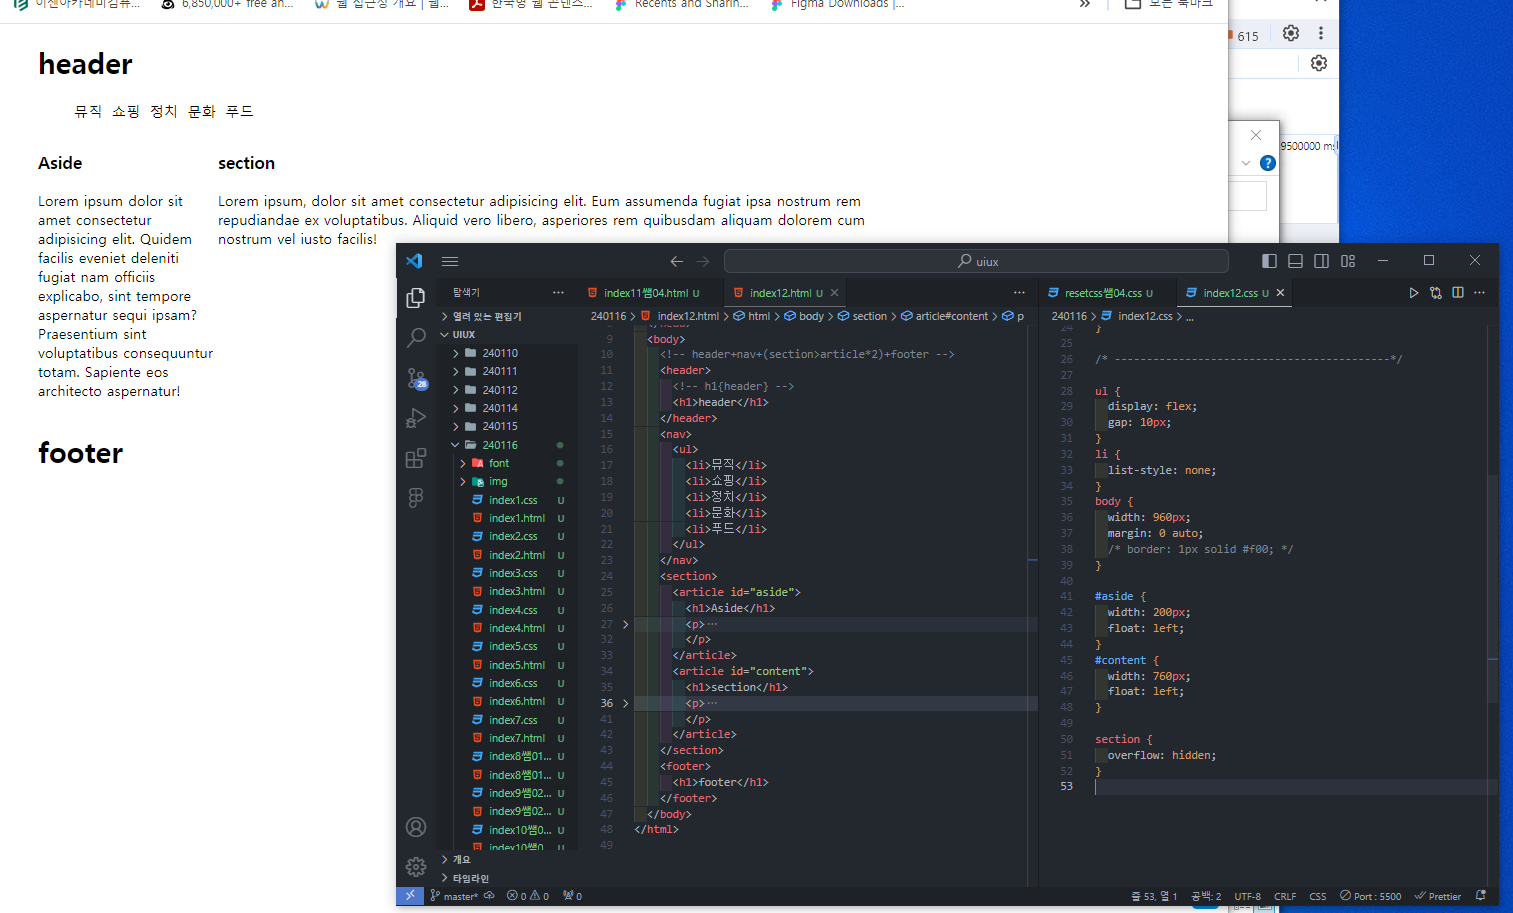 이젠아카데미컴퓨... 6,850,000+ free an... 웹 접근성 개요 | 웹... 한국형 웹 콘텐츠... Recents and Sharin... Figma Downloads |... » 모든 북마크
615
header
뮤직 쇼핑 정치 문화 푸드
9500000 ms
Aside
Lorem ipsum dolor sit
amet consectetur
adipisicing elit. Quidem
facilis eveniet deleniti
fugiat nam officiis
explicabo, sint tempore
aspernatur sequi ipsam?
Praesentium sint
voluptatibus consequuntur
totam. Sapiente eos
architecto aspernatur!
section
Lorem ipsum, dolor sit amet consectetur adipisicing elit. Eum assumenda fugiat ipsa nostrum rem
repudiandae ex voluptatibus. Aliquid vero libero, asperiores rem quibusdam aliquam dolorem cum
nostrum vel iusto facilis!
footer
uiux
탐색기 ···
열려 있는 편집기
UIUX
240110
240111
240112
240114
240115
240116
font
img
index1.css U
index1.html U
index2.css U
index2.html U
index3.css U
index3.html U
index4.css U
index4.html U
index5.css U
index5.html U
index6.css U
index6.html U
index7.css U
index7.html U
index8쌤01... U
index8쌤01... U
index9쌤02... U
index9쌤02... U
index10쌤0... U
index10쌤0... U
개요
타임라인
28
index11쌤04.html U index12.html U ···
240116 > index12.html > html > body > section > article#content > p
9 <body>
10 <!-- header+nav+(section>article*2)+footer -->
11 <header>
12 <!-- h1{header} -->
13 <h1>header</h1>
14 </header>
15 <nav>
16 <ul>
17 <li>뮤직</li>
18 <li>쇼핑</li>
19 <li>정치</li>
20 <li>문화</li>
21 <li>푸드</li>
22 </ul>
23 </nav>
24 <section>
25 <article id="aside">
26 <h1>Aside</h1>
27 <p>···
32 </p>
33 </article>
34 <article id="content">
35 <h1>section</h1>
36 <p>···
41 </p>
42 </article>
43 </section>
44 <footer>
45 <h1>footer</h1>
46 </footer>
47 </body>
48 </html>
49
resetcss쌤04.css U index12.css U ···
240116 > index12.css > ...
24 }
25
26 /* -------------------------------------------*/
27
28 ul {
29 display: flex;
30 gap: 10px;
31 }
32 li {
33 list-style: none;
34 }
35 body {
36 width: 960px;
37 margin: 0 auto;
38 /* border: 1px solid #f00; */
39 }
40
41 #aside {
42 width: 200px;
43 float: left;
44 }
45 #content {
46 width: 760px;
47 float: left;
48 }
49
50 section {
51 overflow: hidden;
52 }
53
master* 0 0 0 줄 53, 열 1 공백: 2 UTF-8 CRLF CSS Port : 5500 Prettier